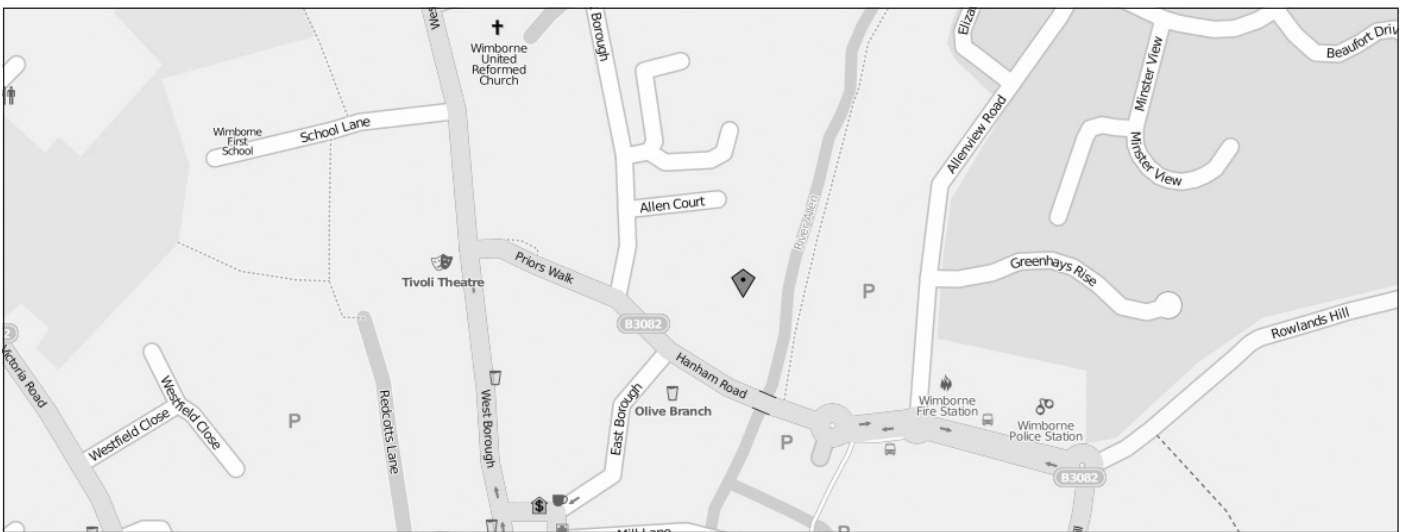 Wimborne
United
Reformed
Church
Borough
Beaufort
Minster View
Minster View
Allenview Road
Wimborne
First
School
School Lane
Allen Court
River Allen
Priors Walk
Tivoli Theatre
Greenhays Rise
P
B3082
Rowlands Hill
Victoria Road
Hanham Road
Westfield Close
Westfield Close
Redcotts Lane
West Borough
East Borough
Olive Branch
Wimborne
Fire Station
Wimborne
Police Station
P
P
B3082
$
Mill Lane
P